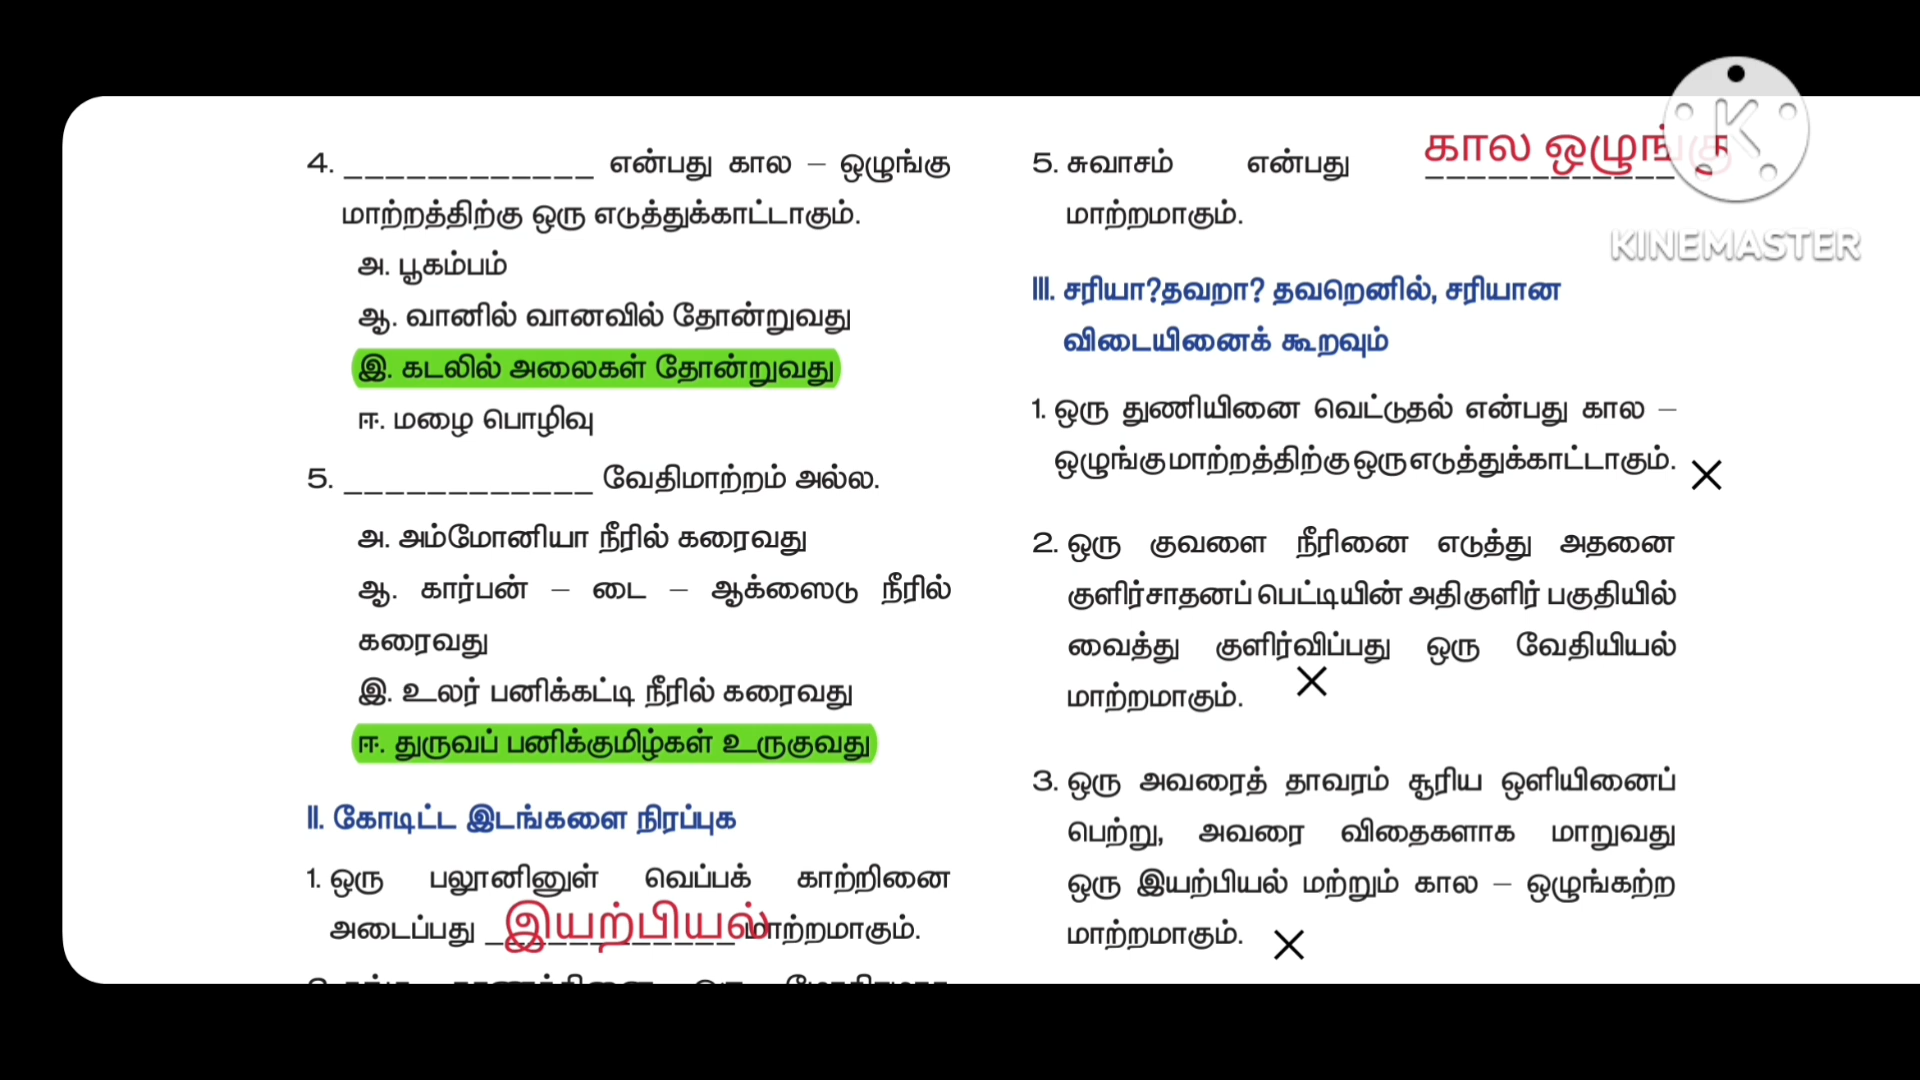 4. ____________ என்பது கால – ஒழுங்கு
மாற்றத்திற்கு ஒரு எடுத்துக்காட்டாகும்.
அ. பூகம்பம்
ஆ. வானில் வானவில் தோன்றுவது
இ. கடலில் அலைகள் தோன்றுவது
ஈ. மழை பொழிவு
5. ____________ வேதிமாற்றம் அல்ல.
அ. அம்மோனியா நீரில் கரைவது
ஆ. கார்பன் – டை – ஆக்ஸைடு நீரில்
கரைவது
இ. உலர் பனிக்கட்டி நீரில் கரைவது
ஈ. துருவப் பனிக்குமிழ்கள் உருகுவது
II. கோடிட்ட இடங்களை நிரப்புக
1. ஒரு பலூனினுள் வெப்பக் காற்றினை
அடைப்பது இயற்பியல் மாற்றமாகும்.
5. சுவாசம் என்பது கால ஒழுங்கு
மாற்றமாகும்.
III. சரியா?தவறா? தவறெனில், சரியான
விடையினைக் கூறவும்
1. ஒரு துணியினை வெட்டுதல் என்பது கால –
ஒழுங்கு மாற்றத்திற்கு ஒரு எடுத்துக்காட்டாகும். ×
2. ஒரு குவளை நீரினை எடுத்து அதனை
குளிர்சாதனப் பெட்டியின் அதி குளிர் பகுதியில்
வைத்து குளிர்விப்பது ஒரு வேதியியல்
மாற்றமாகும். ×
3. ஒரு அவரைத் தாவரம் சூரிய ஒளியினைப்
பெற்று, அவரை விதைகளாக மாறுவது
ஒரு இயற்பியல் மற்றும் கால – ஒழுங்கற்ற
மாற்றமாகும். ×
K
KINEMASTER